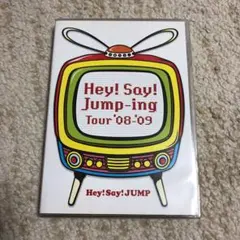 Hey! Say!
Jump-ing
Tour '08-'09
Hey! Say! JUMP